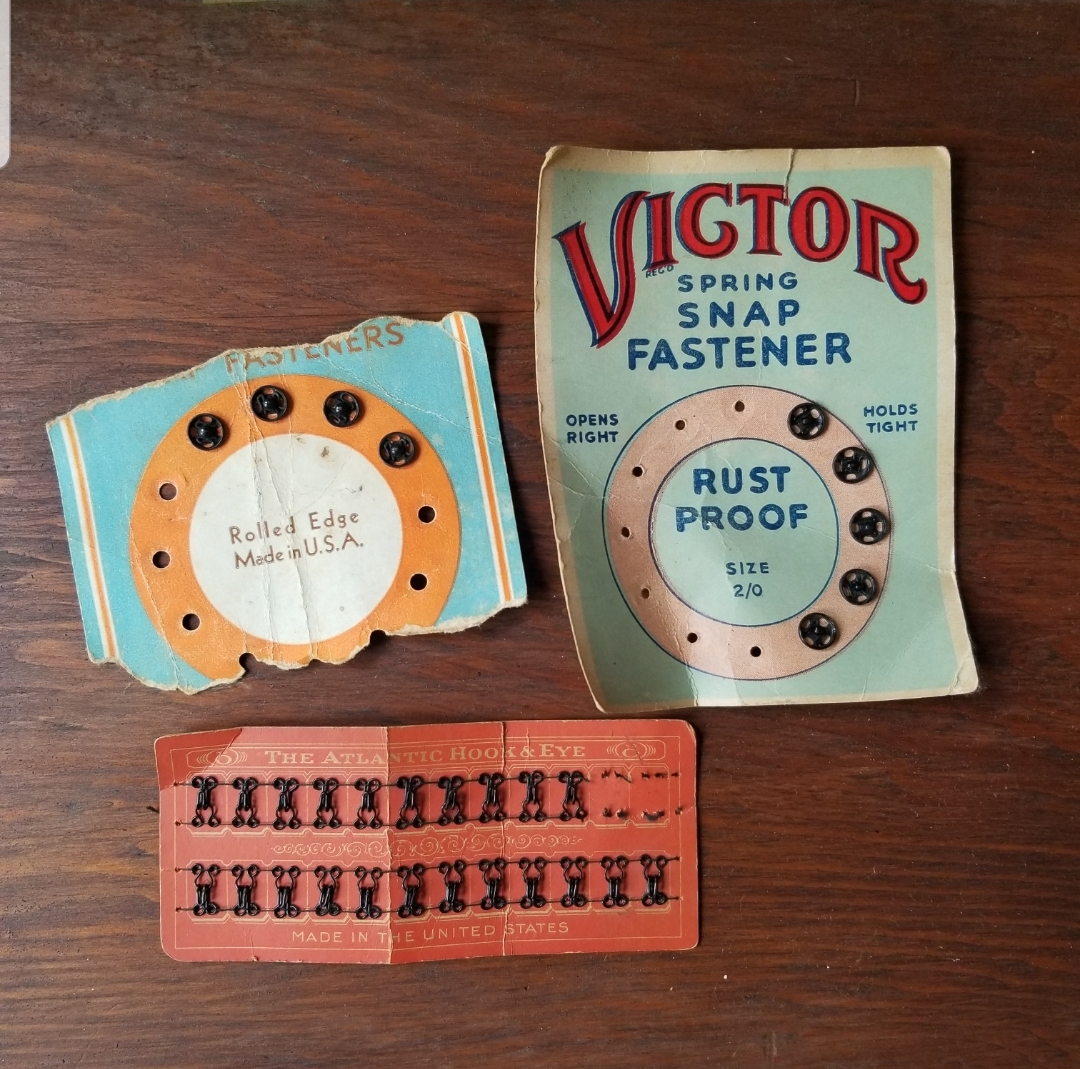 FASTENERS
Rolled Edge
Made in U.S.A.
VICTOR
REG'D
SPRING
SNAP
FASTENER
OPENS
RIGHT
HOLDS
TIGHT
RUST
PROOF
SIZE
2/0
THE ATLANTIC HOOK & EYE
MADE IN THE UNITED STATES